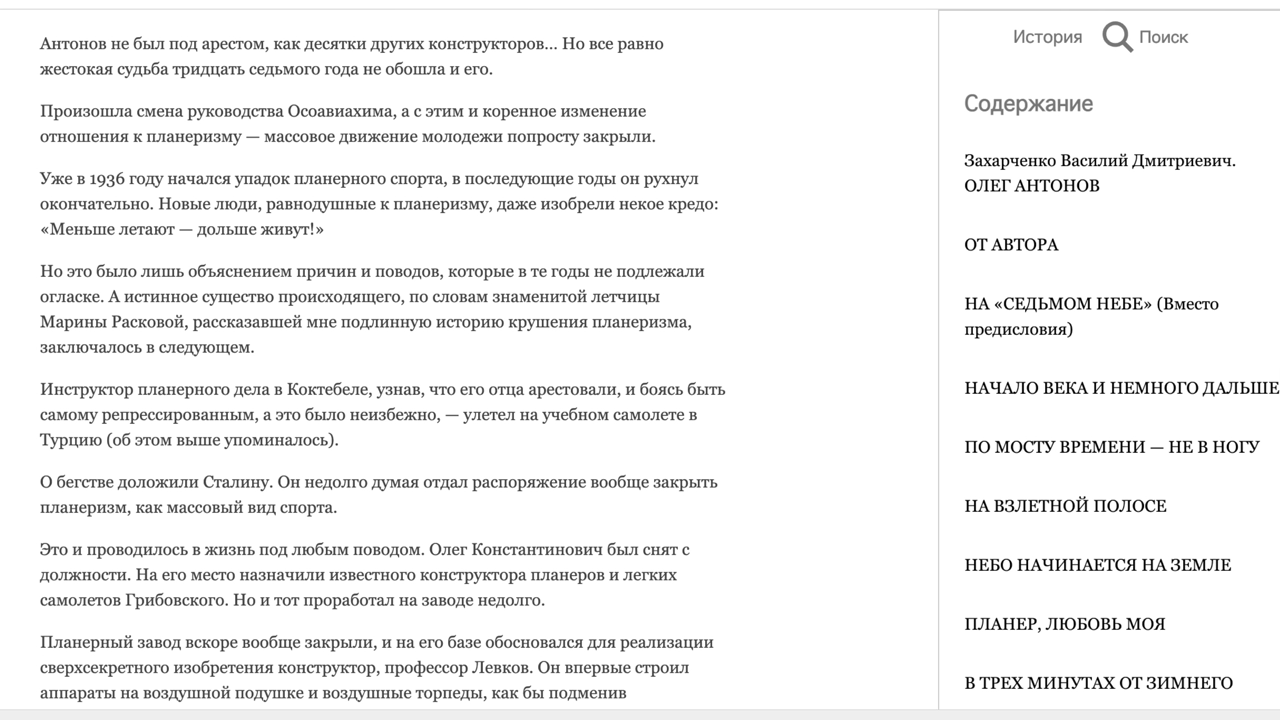 Антонов не был под арестом, как десятки других конструкторов... Но все равно
жестокая судьба тридцать седьмого года не обошла и его.
Произошла смена руководства Осоавиахима, а с этим и коренное изменение
отношения к планеризму — массовое движение молодежи попросту закрыли.
Уже в 1936 году начался упадок планерного спорта, в последующие годы он рухнул
окончательно. Новые люди, равнодушные к планеризму, даже изобрели некое кредо:
«Меньше летают — дольше живут!»
Но это было лишь объяснением причин и поводов, которые в те годы не подлежали
огласке. А истинное существо происходящего, по словам знаменитой летчицы
Марины Расковой, рассказавшей мне подлинную историю крушения планеризма,
заключалось в следующем.
Инструктор планерного дела в Коктебеле, узнав, что его отца арестовали, и боясь быть
самому репрессированным, а это было неизбежно, — улетел на учебном самолете в
Турцию (об этом выше упоминалось).
О бегстве доложили Сталину. Он недолго думая отдал распоряжение вообще закрыть
планеризм, как массовый вид спорта.
Это и проводилось в жизнь под любым поводом. Олег Константинович был снят с
должности. На его место назначили известного конструктора планеров и легких
самолетов Грибовского. Но и тот проработал на заводе недолго.
Планерный завод вскоре вообще закрыли, и на его базе обосновался для реализации
сверхсекретного изобретения конструктор, профессор Левков. Он впервые строил
аппараты на воздушной подушке и воздушные торпеды, как бы подменив
История Поиск
Содержание
Захарченко Василий Дмитриевич.
ОЛЕГ АНТОНОВ
ОТ АВТОРА
НА «СЕДЬМОМ НЕБЕ» (Вместо
предисловия)
НАЧАЛО ВЕКА И НЕМНОГО ДАЛЬШЕ
ПО МОСТУ ВРЕМЕНИ — НЕ В НОГУ
НА ВЗЛЕТНОЙ ПОЛОСЕ
НЕБО НАЧИНАЕТСЯ НА ЗЕМЛЕ
ПЛАНЕР, ЛЮБОВЬ МОЯ
В ТРЕХ МИНУТАХ ОТ ЗИМНЕГО